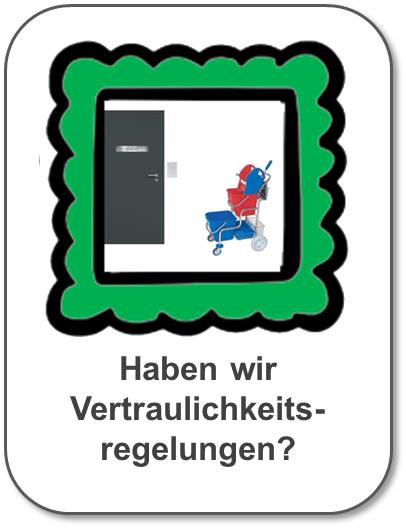 Haben wir
Vertraulichkeits-
regelungen?